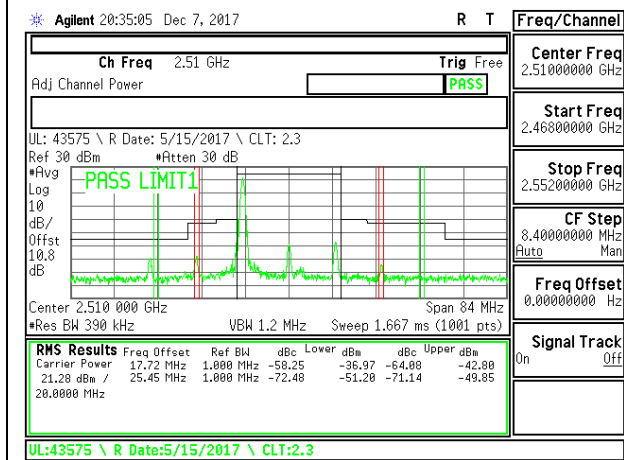 Agilent 20:35:05 Dec 7, 2017 R T
Freq/Channel
Ch Freq 2.51 GHz Trig Free
Adj Channel Power PASS
UL: 43575 \ R Date: 5/15/2017 \ CLT: 2.3
Ref 30 dBm #Atten 30 dB
#Avg
Log
10
dB/
Offst
10.8
dB
PASS LIMIT1
Center 2.510 000 GHz Span 84 MHz
#Res BW 390 kHz VBW 1.2 MHz Sweep 1.667 ms (1001 pts)
RMS Results Freq Offset Ref BW dBc Lower dBm dBc Upper dBm
Carrier Power 17.72 MHz 1.000 MHz -58.25 -36.97 -64.08 -42.80
21.28 dBm / 25.45 MHz 1.000 MHz -72.48 -51.20 -71.14 -49.85
20.0000 MHz
UL:43575 \ R Date:5/15/2017 \ CLT:2.3
Center Freq
2.51000000 GHz
Start Freq
2.46800000 GHz
Stop Freq
2.55200000 GHz
CF Step
8.40000000 MHz
Auto Man
Freq Offset
0.00000000 Hz
Signal Track
On Off